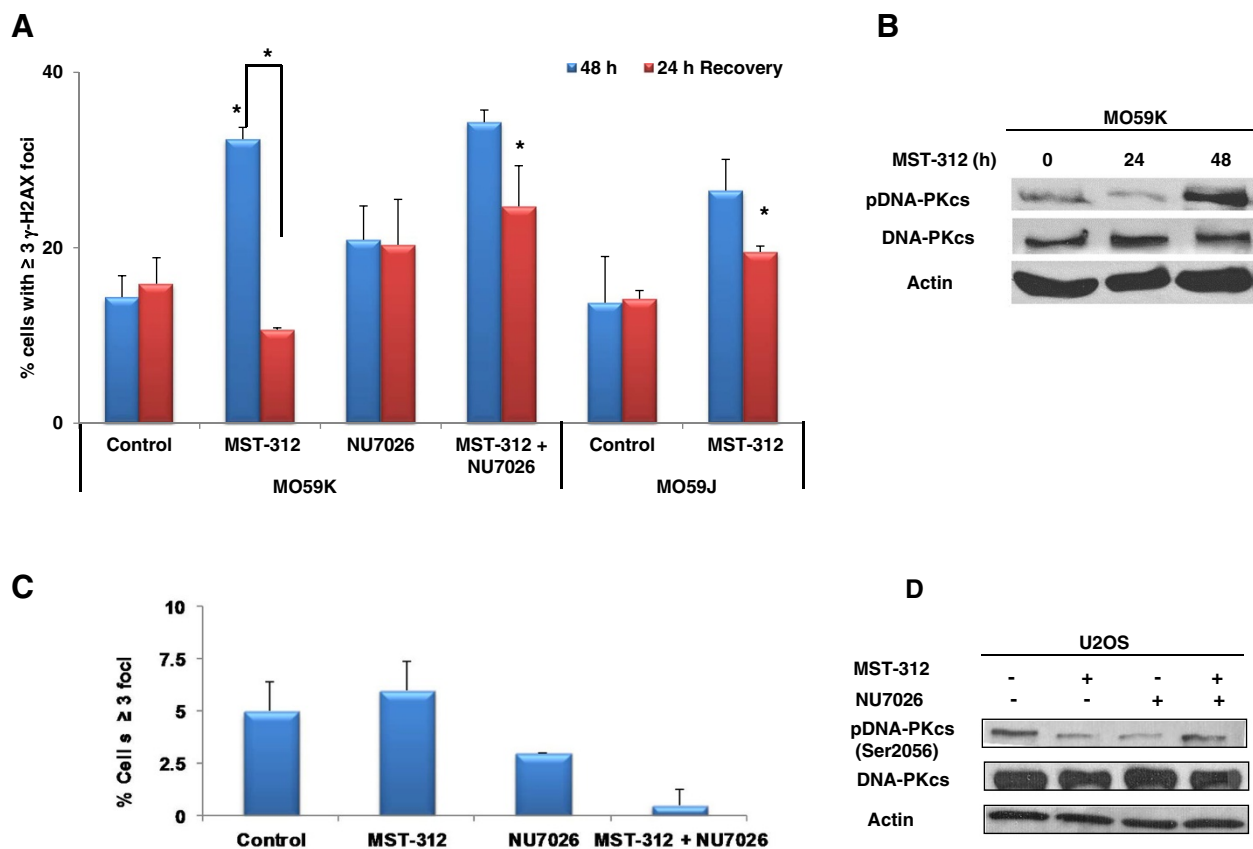 A
*
*
48 h
24 h Recovery
40
20
0
% cells with ≥ 3 γ-H2AX foci
*
*
Control
MST-312
NU7026
MST-312 +
NU7026
Control
MST-312
MO59K
MO59J
B
MO59K
MST-312 (h) 0 24 48
pDNA-PKcs
DNA-PKcs
Actin
C
10
7.5
5
2.5
0
% Cell s ≥ 3 foci
Control
MST-312
NU7026
MST-312 + NU7026
D
U2OS
MST-312 - + - +
NU7026 - - + +
pDNA-PKcs
(Ser2056)
DNA-PKcs
Actin